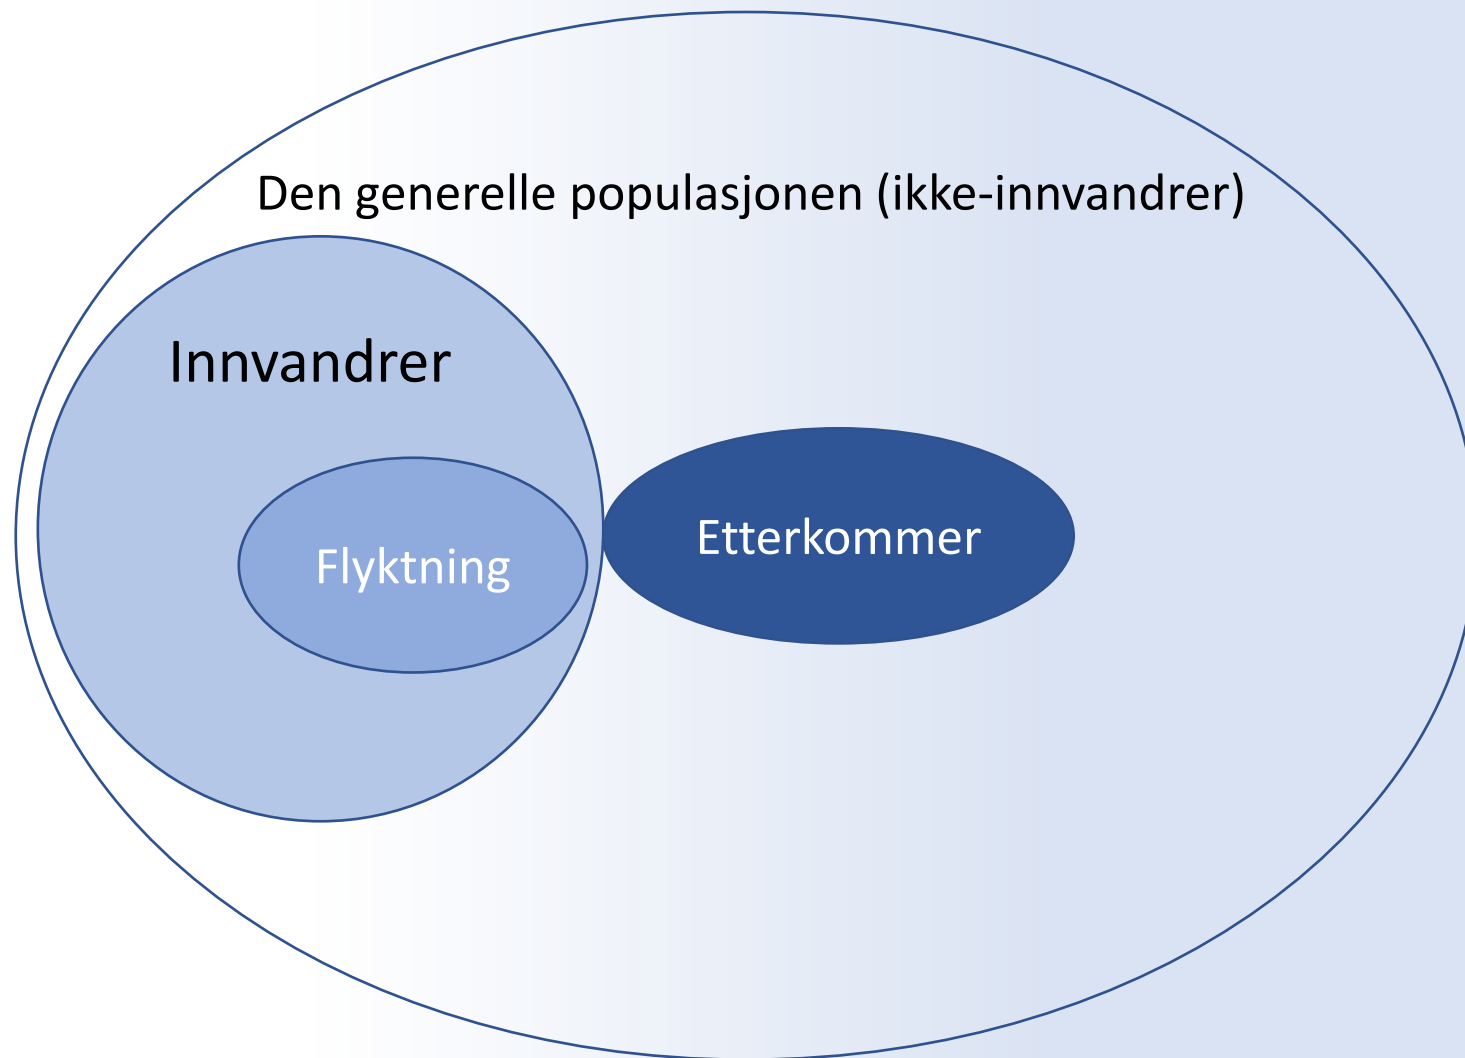 Den generelle populasjonen (ikke-innvandrer)
Innvandrer
Etterkommer
Flyktning